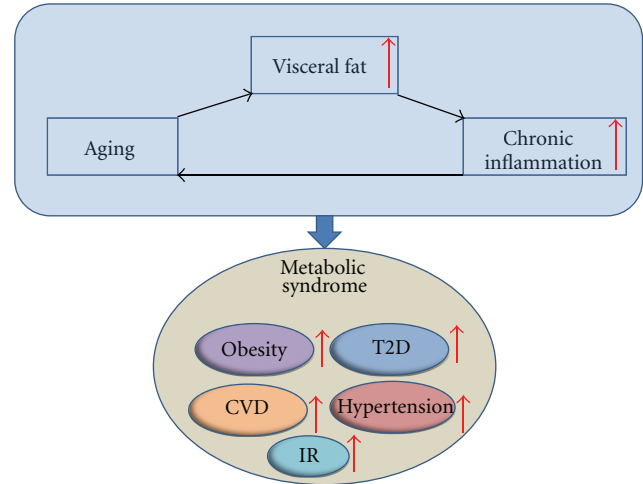 Visceral fat
Aging
Chronic
inflammation
Metabolic
syndrome
Obesity
T2D
CVD
Hypertension
IR